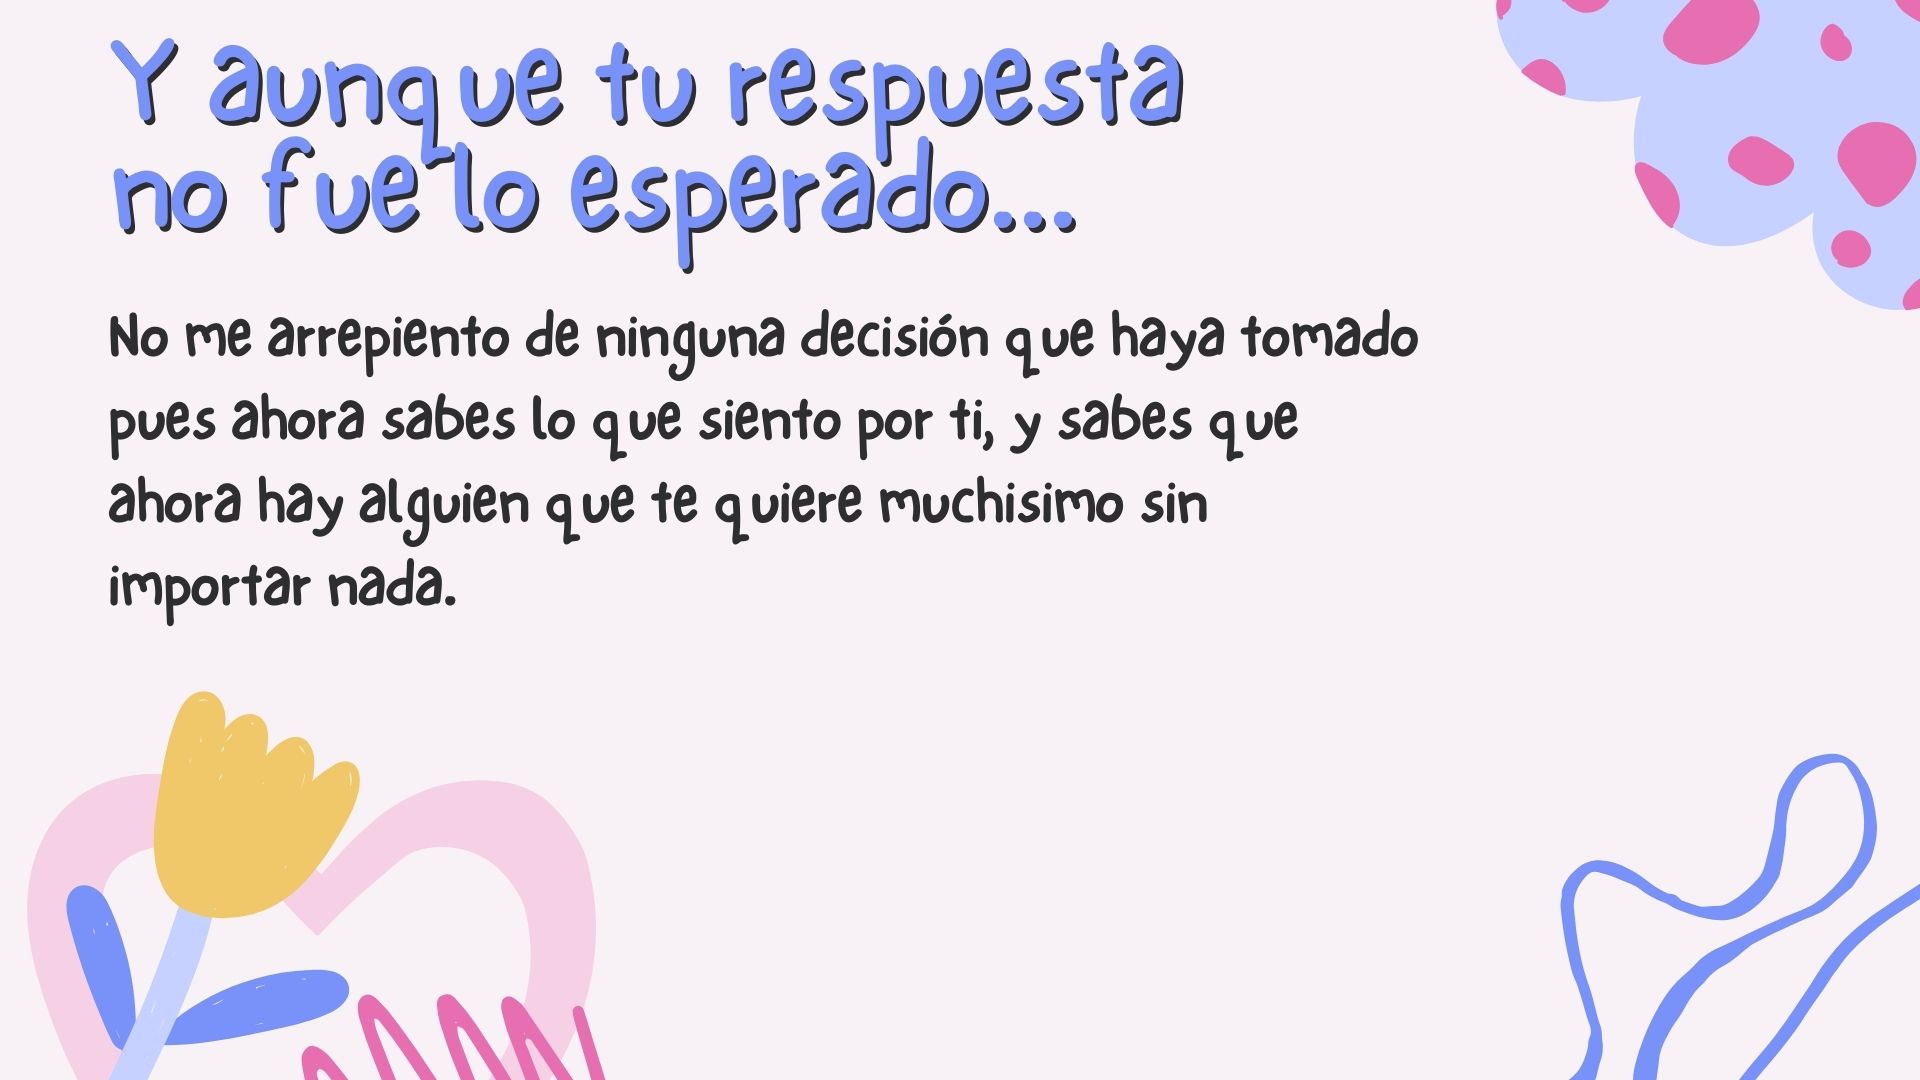 Y aunque tu respuesta
no fue lo esperado...
No me arrepiento de ninguna decisión que haya tomado
pues ahora sabes lo que siento por ti, y sabes que
ahora hay alguien que te quiere muchisimo sin
importar nada.